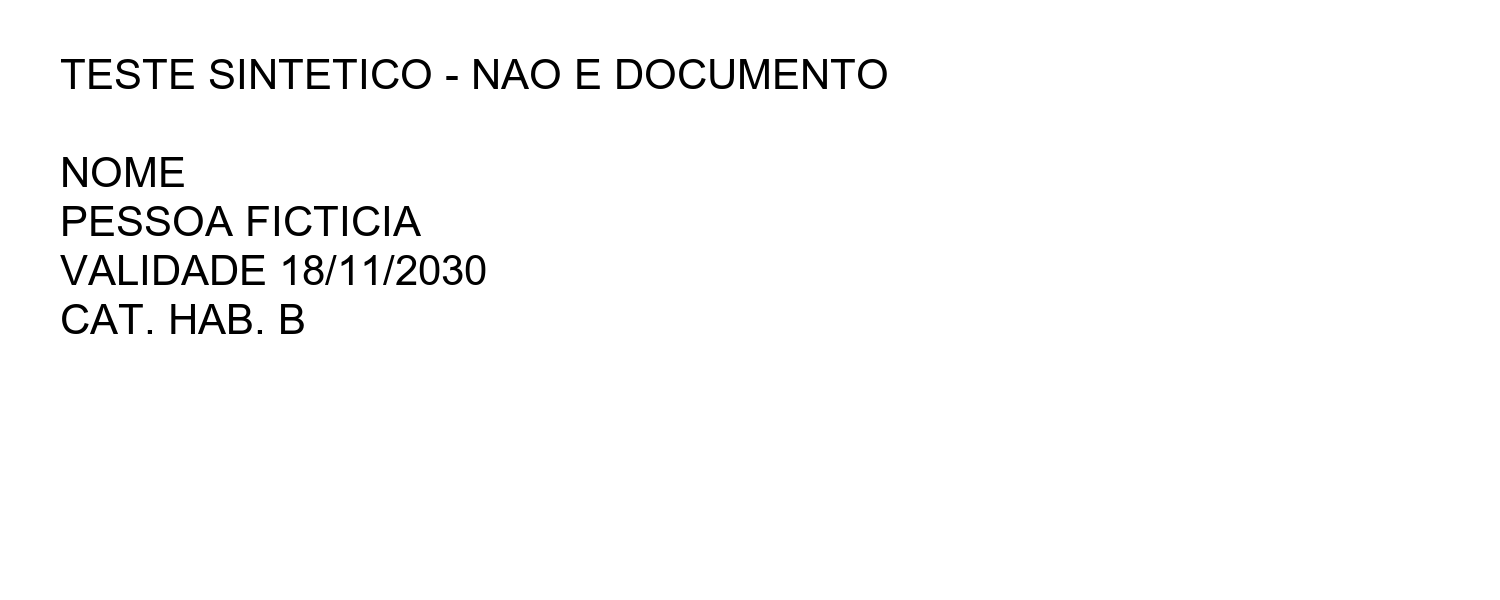 TESTE SINTETICO - NAO E DOCUMENTO
NOME
PESSOA FICTICIA
VALIDADE 18/11/2030
CAT. HAB. B